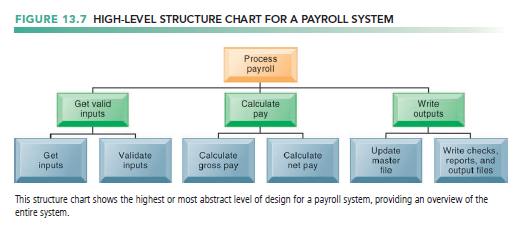 FIGURE 13.7 HIGH-LEVEL STRUCTURE CHART FOR A PAYROLL SYSTEM
Process
payroll
Get valid
inputs
Calculate
pay
Write
outputs
Get
inputs
Validate
inputs
Calculate
gross pay
Calculate
net pay
Update
master
file
Write checks,
reports, and
output files
This structure chart shows the highest or most abstract level of design for a payroll system, providing an overview of the
entire system.